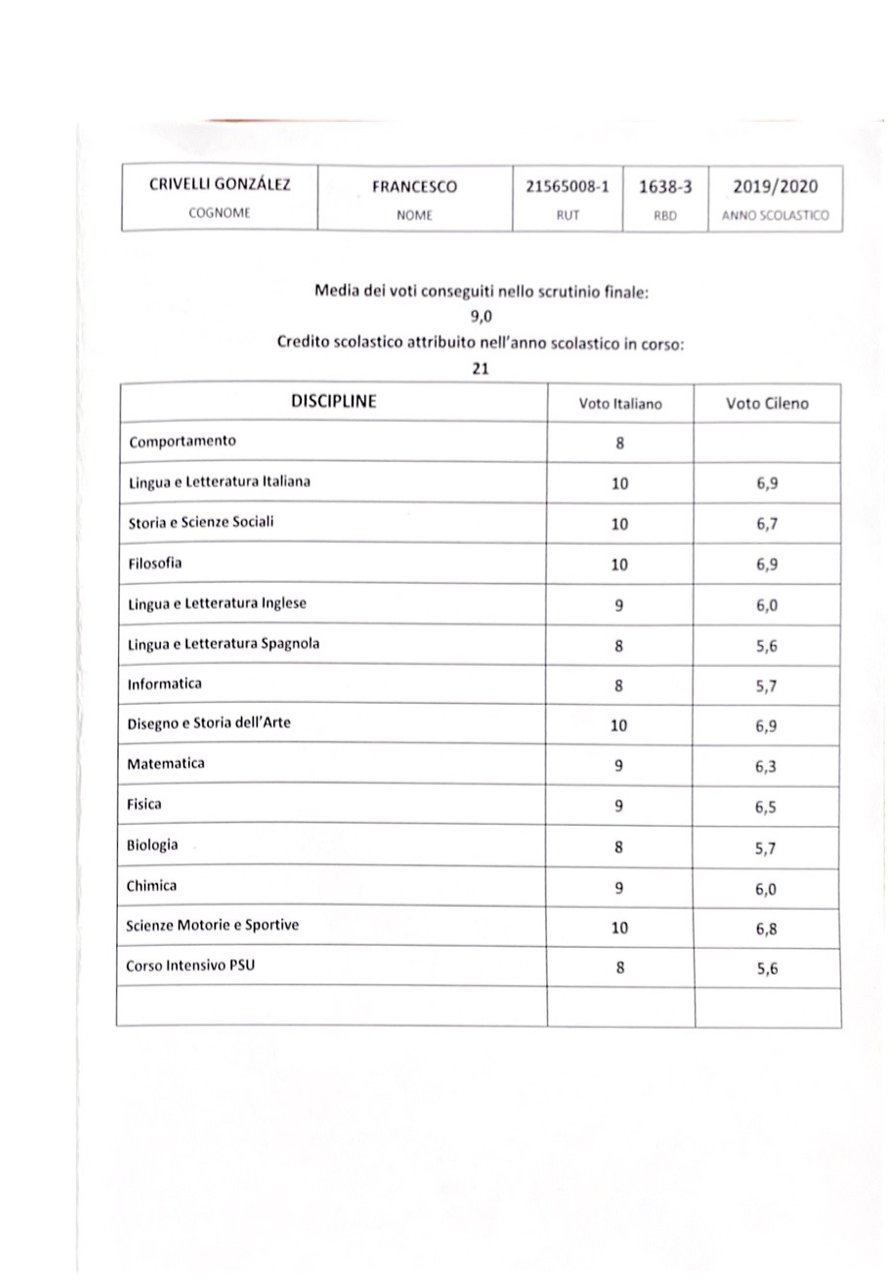 CRIVELLI GONZÁLEZ FRANCESCO 21565008-1 1638-3 2019/2020
COGNOME NOME RUT RBD ANNO SCOLASTICO
Media dei voti conseguiti nello scrutinio finale:
9,0
Credito scolastico attribuito nell'anno scolastico in corso:
21
DISCIPLINE Voto Italiano Voto Cileno
Comportamento 8
Lingua e Letteratura Italiana 10 6,9
Storia e Scienze Sociali 10 6,7
Filosofia 10 6,9
Lingua e Letteratura Inglese 9 6,0
Lingua e Letteratura Spagnola 8 5,6
Informatica 8 5,7
Disegno e Storia dell'Arte 10 6,9
Matematica 9 6,3
Fisica 9 6,5
Biologia 8 5,7
Chimica 9 6,0
Scienze Motorie e Sportive 10 6,8
Corso Intensivo PSU 8 5,6